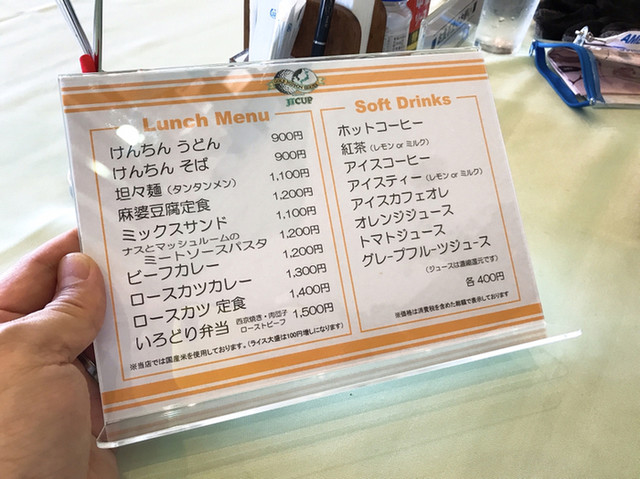 JLCUP
Lunch Menu
けんちん うどん 900円
けんちん そば 900円
坦々麺（タンタンメン） 1,100円
麻婆豆腐定食 1,200円
ミックスサンド 1,100円
ナスとマッシュルームの
ミートソースパスタ 1,200円
ビーフカレー 1,200円
ロースカツカレー 1,300円
ロースカツ 定食 1,400円
いろとり弁当 西京焼き・肉団子 1,500円
ローストビーフ
※当店では国産米を使用しております。（ライス大盛は100円増しになります）
Soft Drinks
ホットコーヒー
紅茶（レモン or ミルク）
アイスコーヒー
アイスティー（レモン or ミルク）
アイスカフェオレ
オレンジジュース
トマトジュース
グレープフルーツジュース
（ジュースは濃縮還元です）
各 400円
※価格は消費税を含めた総額で表示しております